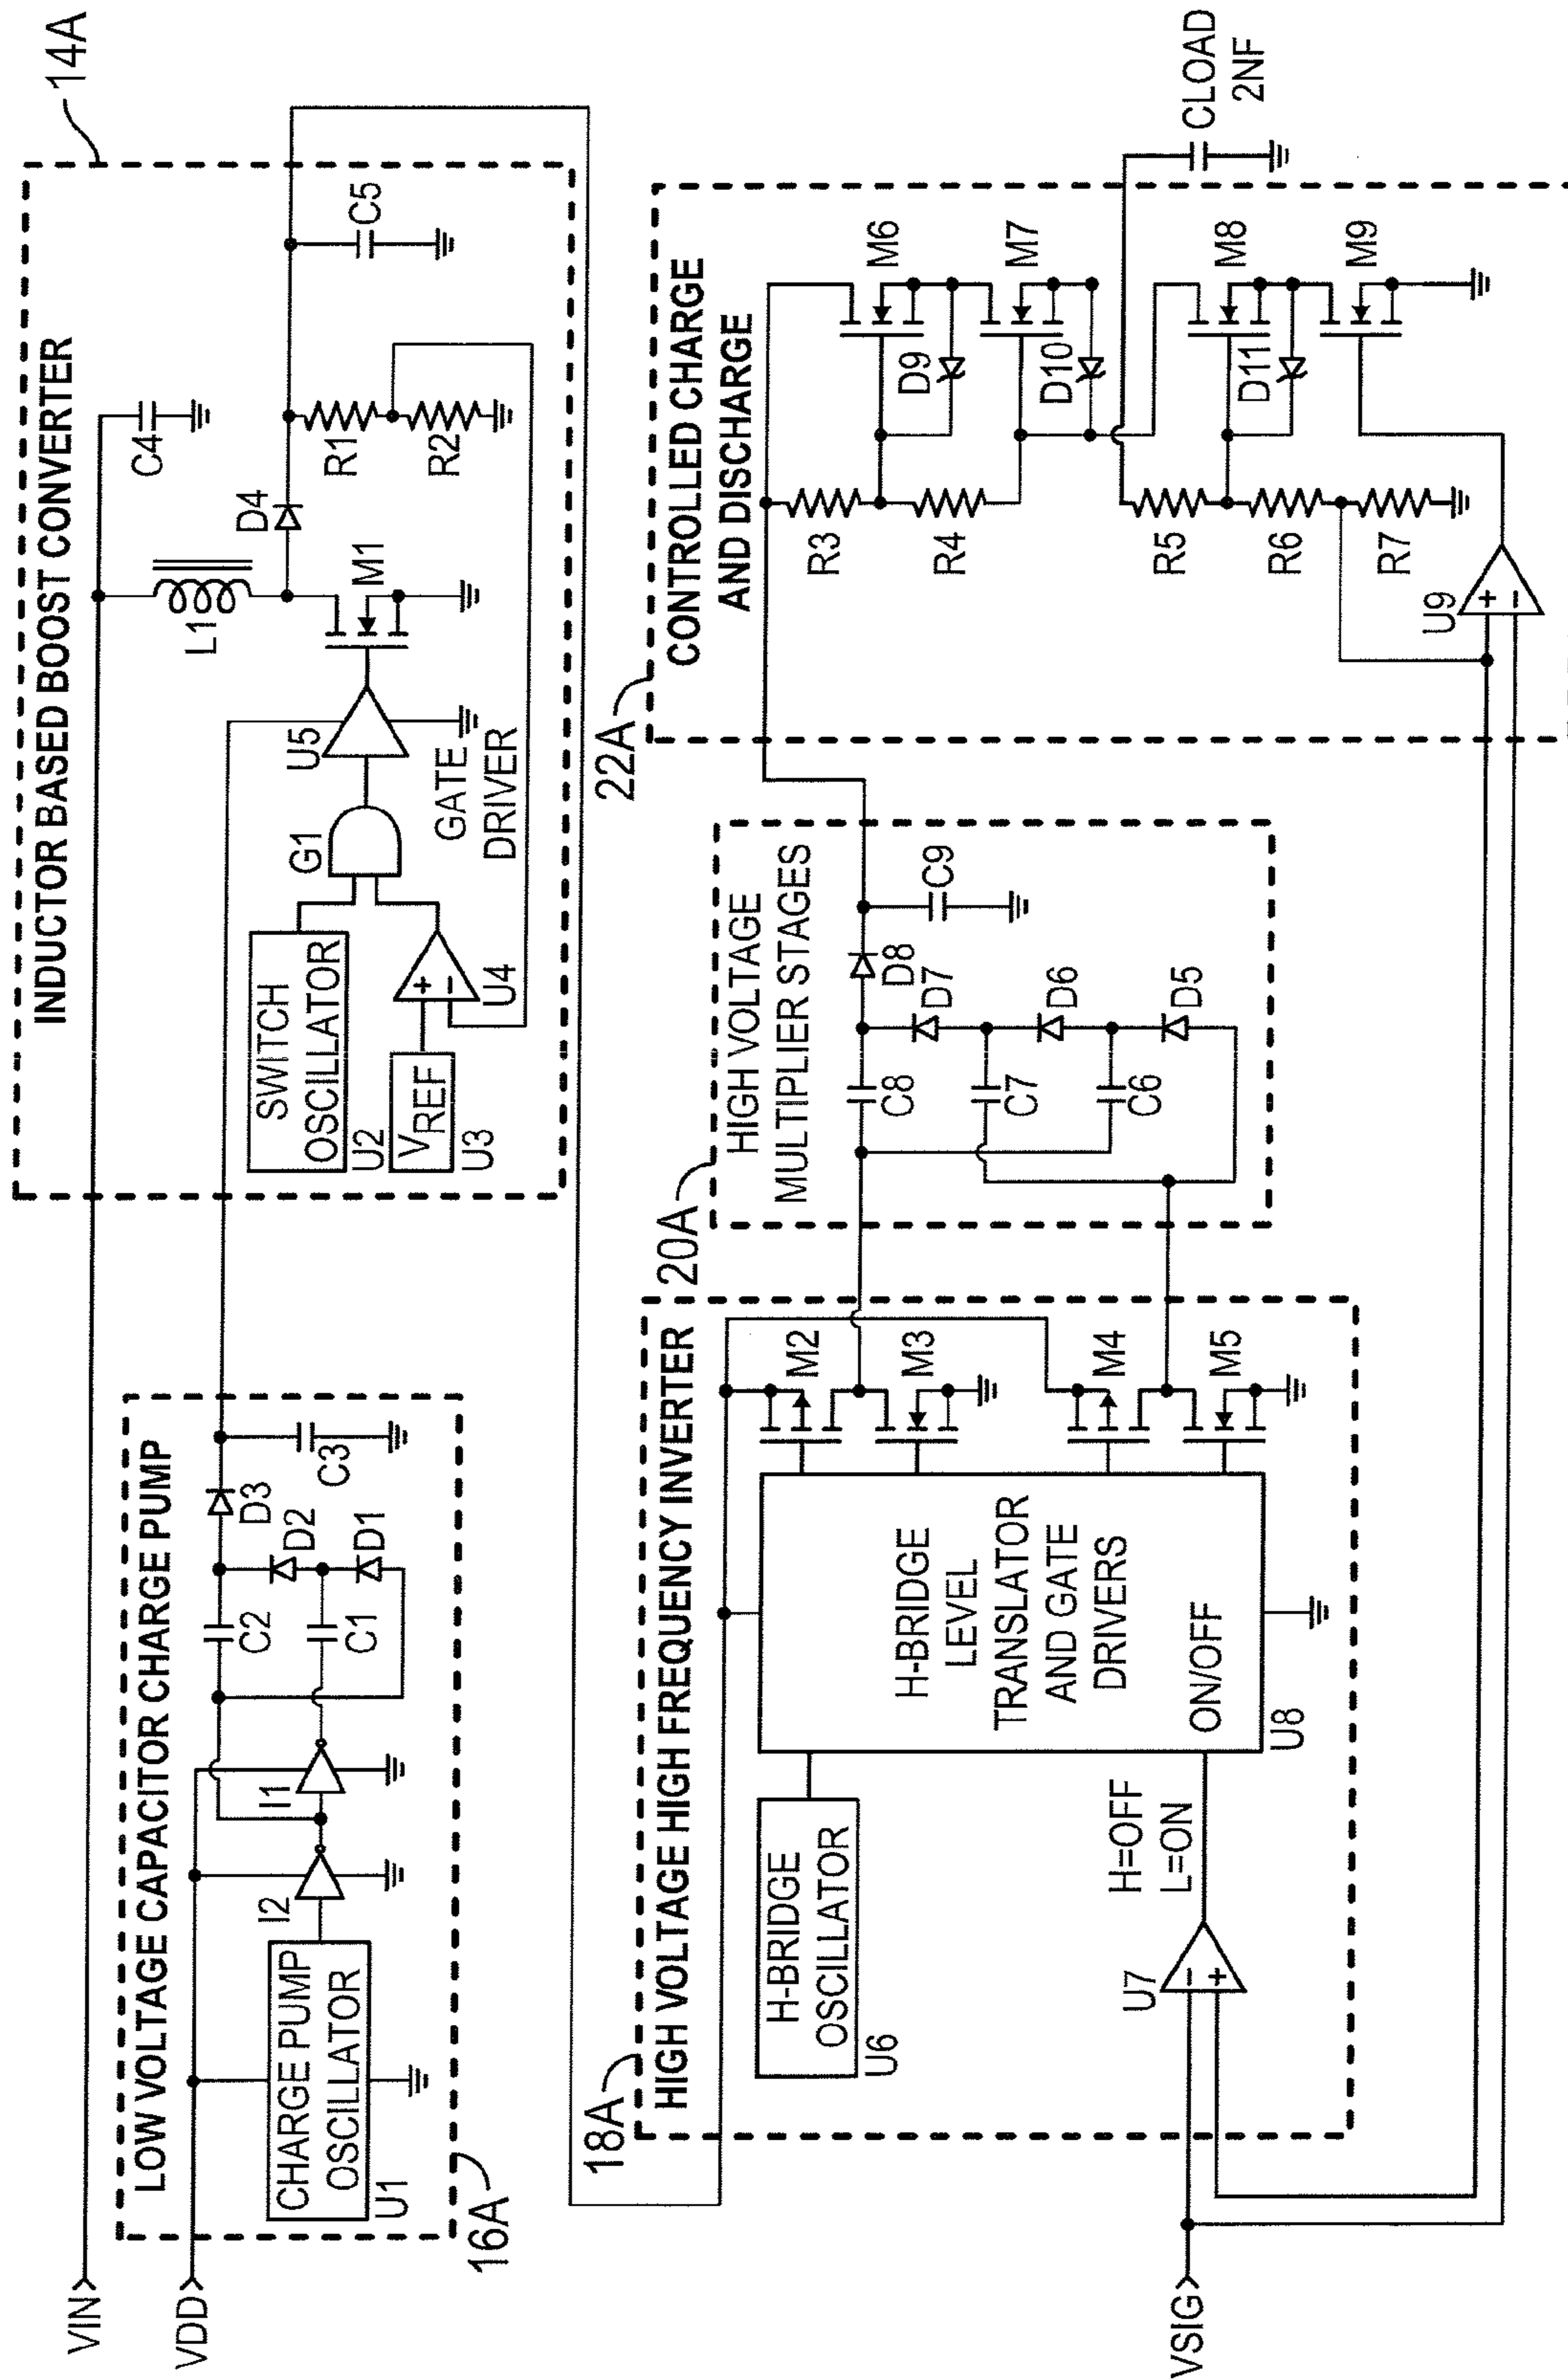 VIN
VDD
LOW VOLTAGE CAPACITOR CHARGE PUMP
CHARGE PUMP
OSCILLATOR
U1
I2
I1
C2
C1
D3
D2
D1
C3
16A
INDUCTOR BASED BOOST CONVERTER
14A
SWITCH
OSCILLATOR
U2
VREF
U3
+
−
U4
G1
U5
GATE
DRIVER
L1
M1
D4
C4
R1
R2
C5
18A
HIGH VOLTAGE HIGH FREQUENCY INVERTER
H-BRIDGE
OSCILLATOR
U6
VSIG
−
+
U7
H=OFF
L=ON
H-BRIDGE
LEVEL
TRANSLATOR
AND GATE
DRIVERS
ON/OFF
U8
M2
M3
M4
M5
20A
HIGH VOLTAGE
MULTIPLIER STAGES
C8
C7
C6
D8
D7
D6
D5
C9
22A
CONTROLLED CHARGE
AND DISCHARGE
R3
R4
R5
R6
R7
U9
+
−
D9
D10
D11
M6
M7
M8
M9
CLOAD
2NF